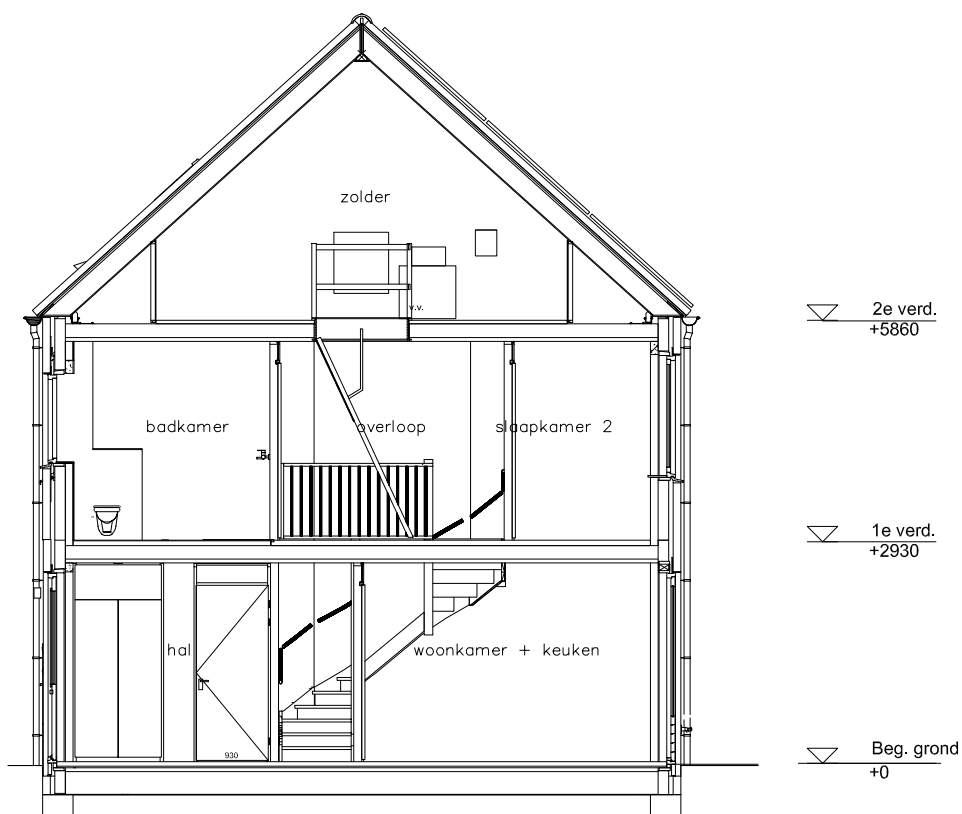 zolder
v.v.
2e verd.
+5860
badkamer
overloop
slaapkamer 2
1e verd.
+2930
hal
woonkamer + keuken
930
Beg. grond
+0